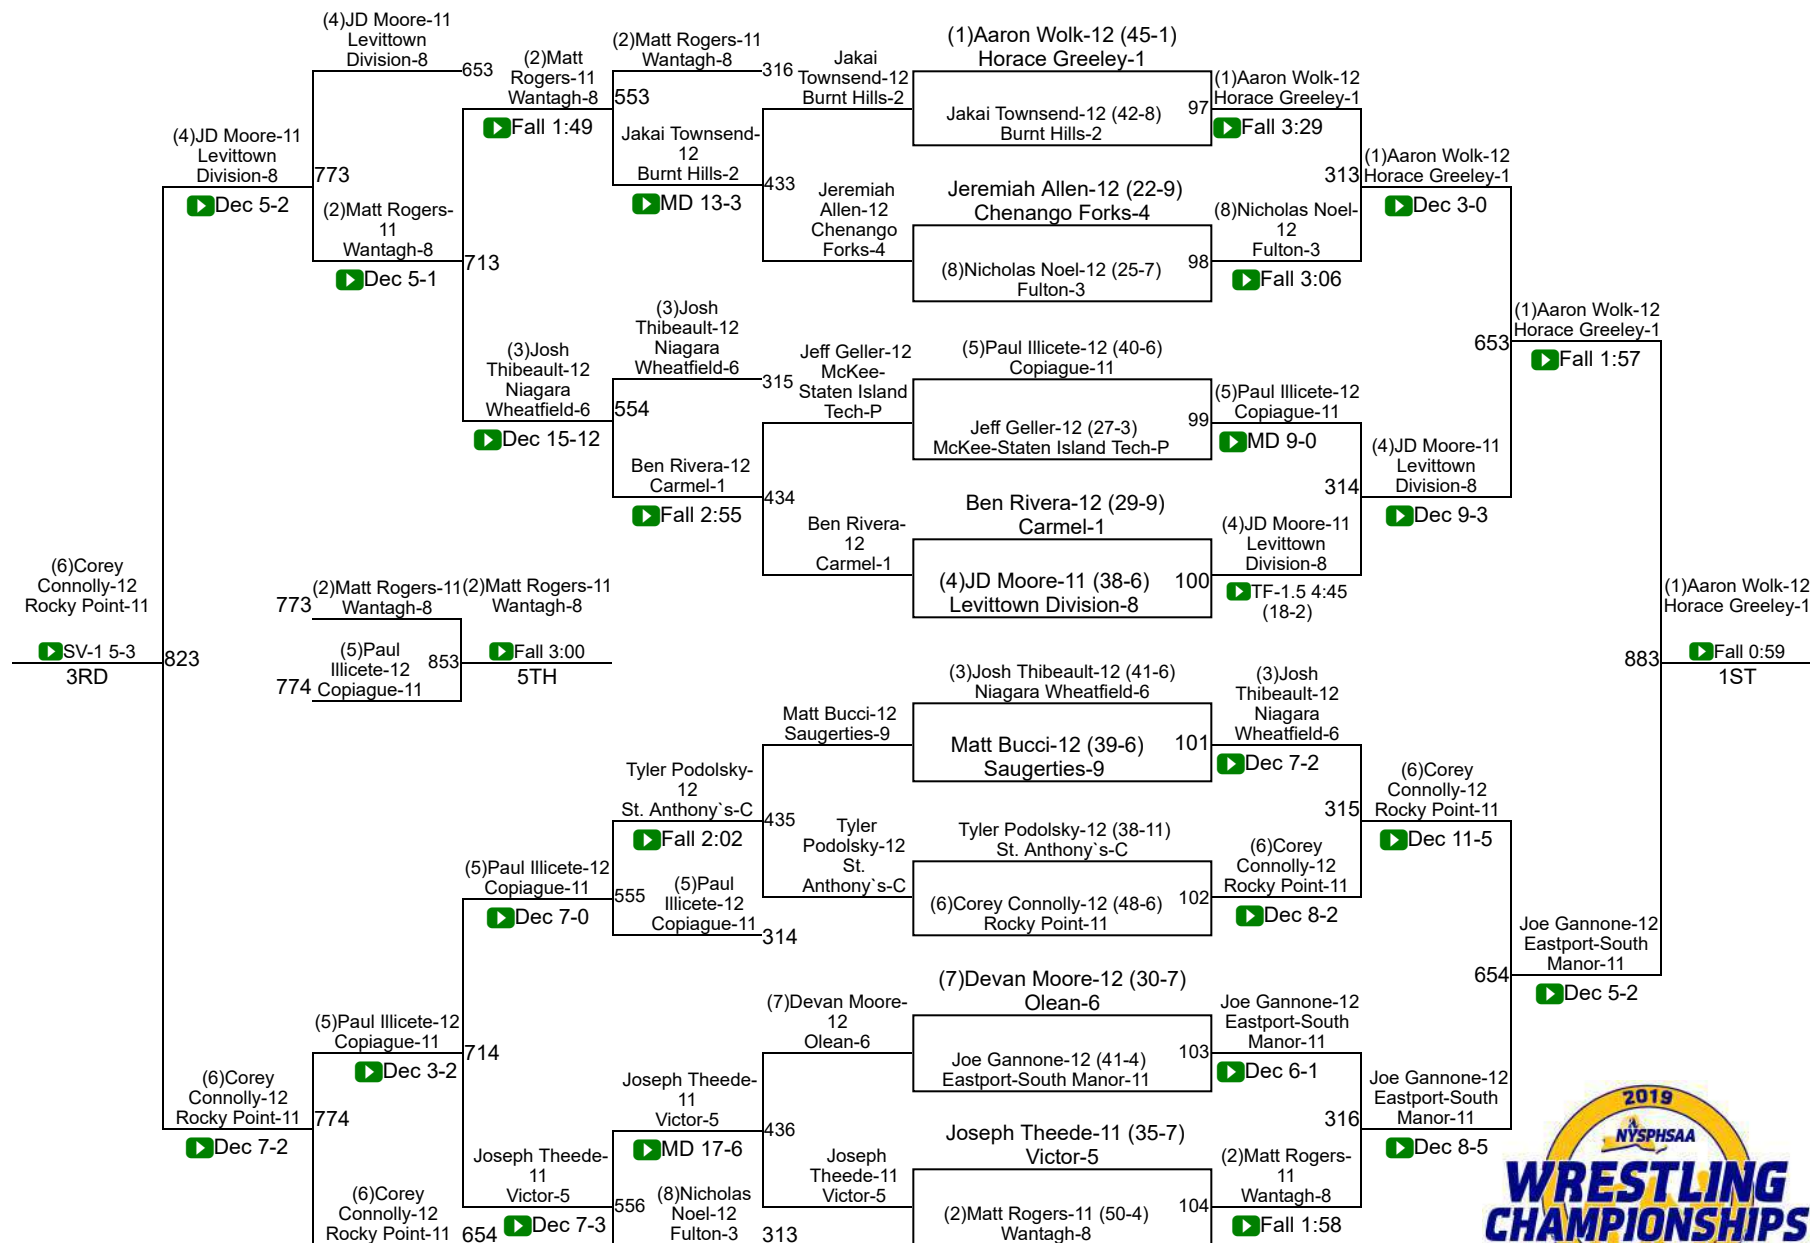 (4)JD Moore-11
Levittown
Division-8
653
(2)Matt
Rogers-11
Wantagh-8
Fall 1:49
(2)Matt Rogers-11
Wantagh-8
316
553
Jakai Townsend-
12
Burnt Hills-2
MD 13-3
433
Jakai
Townsend-12
Burnt Hills-2
Jeremiah
Allen-12
Chenango
Forks-4
(1)Aaron Wolk-12 (45-1)
Horace Greeley-1
Jakai Townsend-12 (42-8)
Burnt Hills-2
97
Jeremiah Allen-12 (22-9)
Chenango Forks-4
(8)Nicholas Noel-12 (25-7)
Fulton-3
98
(1)Aaron Wolk-12
Horace Greeley-1
Fall 3:29
(8)Nicholas Noel-
12
Fulton-3
Fall 3:06
313
(1)Aaron Wolk-12
Horace Greeley-1
Dec 3-0
(4)JD Moore-11
Levittown
Division-8
Dec 5-2
773
(2)Matt Rogers-
11
Wantagh-8
Dec 5-1
713
(3)Josh
Thibeault-12
Niagara
Wheatfield-6
Dec 15-12
(3)Josh
Thibeault-12
Niagara
Wheatfield-6
315
554
Ben Rivera-12
Carmel-1
Fall 2:55
434
Jeff Geller-12
McKee-
Staten Island
Tech-P
Ben Rivera-
12
Carmel-1
(5)Paul Illicete-12 (40-6)
Copiague-11
Jeff Geller-12 (27-3)
McKee-Staten Island Tech-P
99
Ben Rivera-12 (29-9)
Carmel-1
(4)JD Moore-11 (38-6)
Levittown Division-8
100
(5)Paul Illicete-12
Copiague-11
MD 9-0
(4)JD Moore-11
Levittown
Division-8
TF-1.5 4:45
(18-2)
314
(4)JD Moore-11
Levittown
Division-8
Dec 9-3
653
(1)Aaron Wolk-12
Horace Greeley-1
Fall 1:57
(6)Corey
Connolly-12
Rocky Point-11
SV-1 5-3
3RD
823
773
(2)Matt Rogers-11
Wantagh-8
(5)Paul
Illicete-12
Copiague-11
774
853
(2)Matt Rogers-11
Wantagh-8
Fall 3:00
5TH
(1)Aaron Wolk-12
Horace Greeley-1
883
Fall 0:59
1ST
Tyler Podolsky-
12
St. Anthony`s-C
Fall 2:02
435
Matt Bucci-12
Saugerties-9
Tyler
Podolsky-12
St.
Anthony`s-C
(3)Josh Thibeault-12 (41-6)
Niagara Wheatfield-6
Matt Bucci-12 (39-6)
Saugerties-9
101
Tyler Podolsky-12 (38-11)
St. Anthony`s-C
(6)Corey Connolly-12 (48-6)
Rocky Point-11
102
(3)Josh
Thibeault-12
Niagara
Wheatfield-6
Dec 7-2
(6)Corey
Connolly-12
Rocky Point-11
Dec 8-2
315
(6)Corey
Connolly-12
Rocky Point-11
Dec 11-5
(5)Paul Illicete-12
Copiague-11
Dec 7-0
555
(5)Paul
Illicete-12
Copiague-11
314
654
Joe Gannone-12
Eastport-South
Manor-11
Dec 5-2
(5)Paul Illicete-12
Copiague-11
Dec 3-2
714
(6)Corey
Connolly-12
Rocky Point-11
Dec 7-2
774
(6)Corey
Connolly-12
Rocky Point-11
654
Joseph Theede-
11
Victor-5
Dec 7-3
Joseph Theede-
11
Victor-5
MD 17-6
436
556
(8)Nicholas
Noel-12
Fulton-3
313
(7)Devan Moore-
12
Olean-6
Joseph
Theede-11
Victor-5
(7)Devan Moore-12 (30-7)
Olean-6
Joe Gannone-12 (41-4)
Eastport-South Manor-11
103
Joseph Theede-11 (35-7)
Victor-5
(2)Matt Rogers-11 (50-4)
Wantagh-8
104
Joe Gannone-12
Eastport-South
Manor-11
Dec 6-1
(2)Matt Rogers-
11
Wantagh-8
Fall 1:58
316
Joe Gannone-12
Eastport-South
Manor-11
Dec 8-5
2019
NYSPHSAA
WRESTLING
CHAMPIONSHIPS